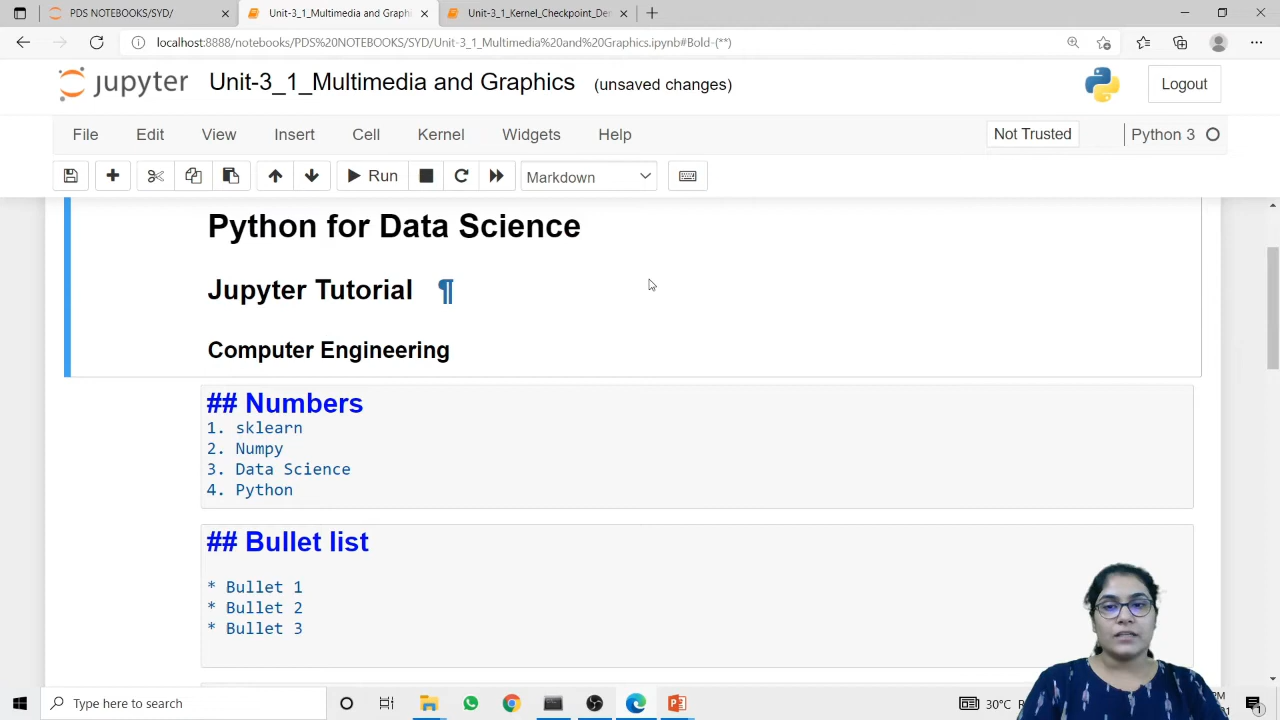 PDS NOTEBOOKS/SYD/
Unit-3_1_Multimedia and Graphi
Unit-3_1_Kernel_Checkpoint_Der
localhost:8888/notebooks/PDS%20NOTEBOOKS/SYD/Unit-3_1_Multimedia%20and%20Graphics.ipynb#Bold-(**)
jupyter Unit-3_1_Multimedia and Graphics (unsaved changes)
Logout
File Edit View Insert Cell Kernel Widgets Help
Not Trusted
Python 3
Run
Markdown
Python for Data Science
Jupyter Tutorial ¶
Computer Engineering
## Numbers
1. sklearn
2. Numpy
3. Data Science
4. Python
## Bullet list
* Bullet 1
* Bullet 2
* Bullet 3
Type here to search
30°C